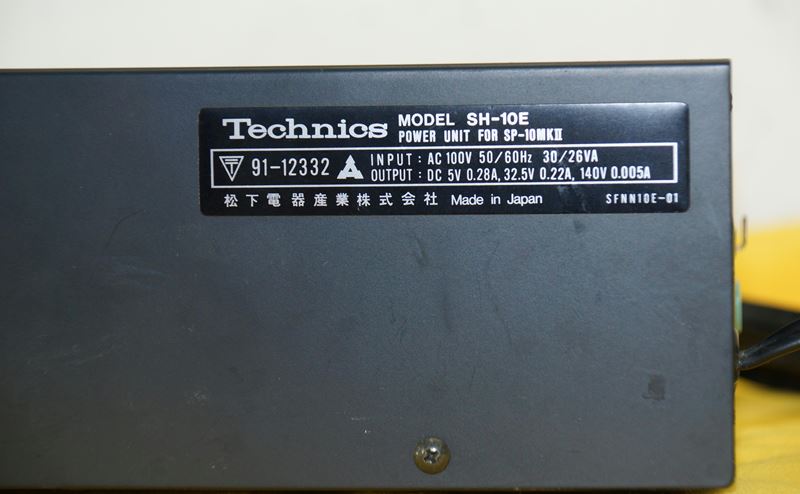 Technics MODEL SH-10E
POWER UNIT FOR SP-10MKII
91-12332 INPUT : AC 100V 50/60Hz 30/26VA
OUTPUT : DC 5V 0.28A, 32.5V 0.22A, 140V 0.005A
松下電器産業株式会社 Made in Japan SFNN10E-01